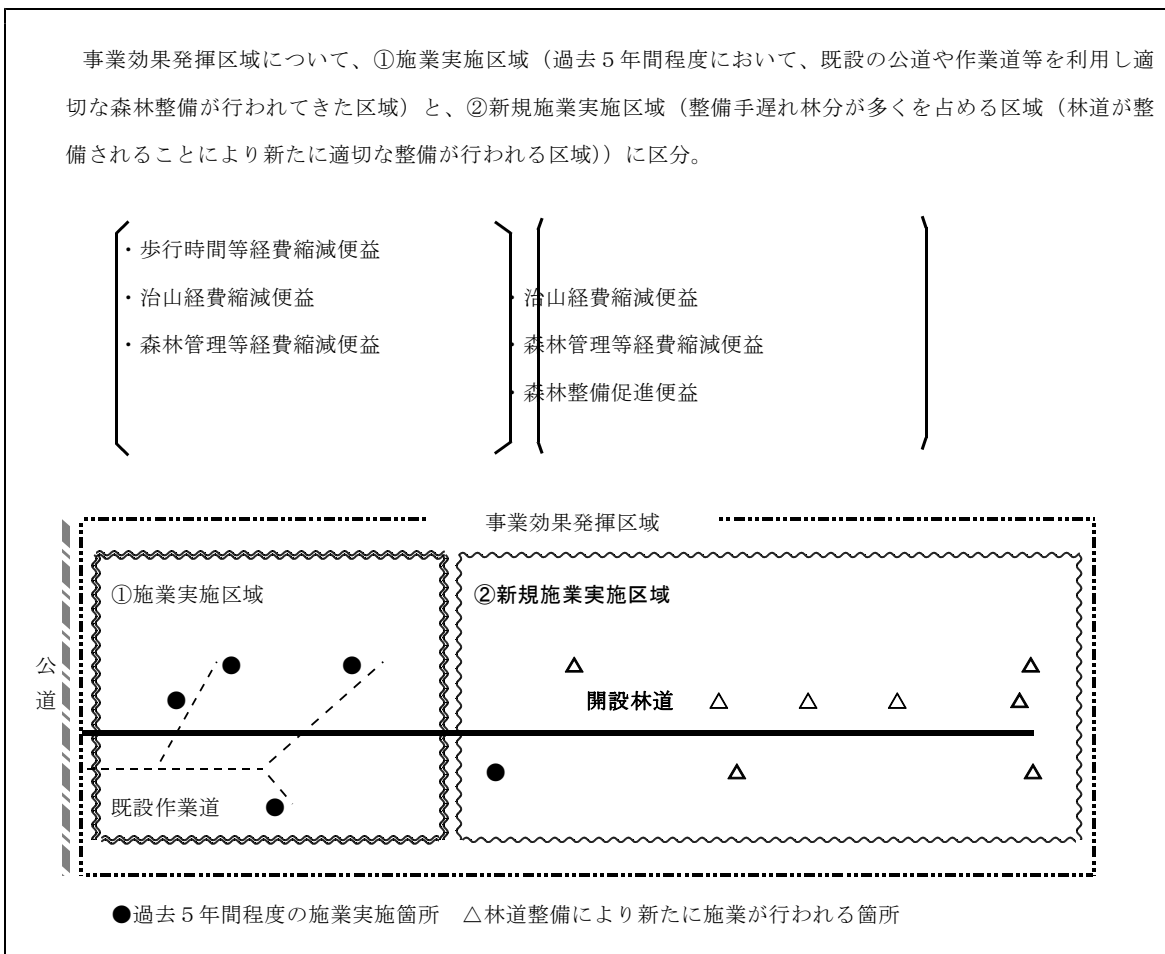 事業効果発揮区域について、①施業実施区域（過去５年間程度において、既設の公道や作業道等を利用し適
切な森林整備が行われてきた区域）と、②新規施業実施区域（整備手遅れ林分が多くを占める区域（林道が整
備されることにより新たに適切な整備が行われる区域））に区分。
・歩行時間等経費縮減便益
・治山経費縮減便益
・森林管理等経費縮減便益
・治山経費縮減便益
・森林管理等経費縮減便益
・森林整備促進便益
事業効果発揮区域
①施業実施区域
②新規施業実施区域
公道
開設林道
既設作業道
●過去５年間程度の施業実施箇所　△林道整備により新たに施業が行われる箇所